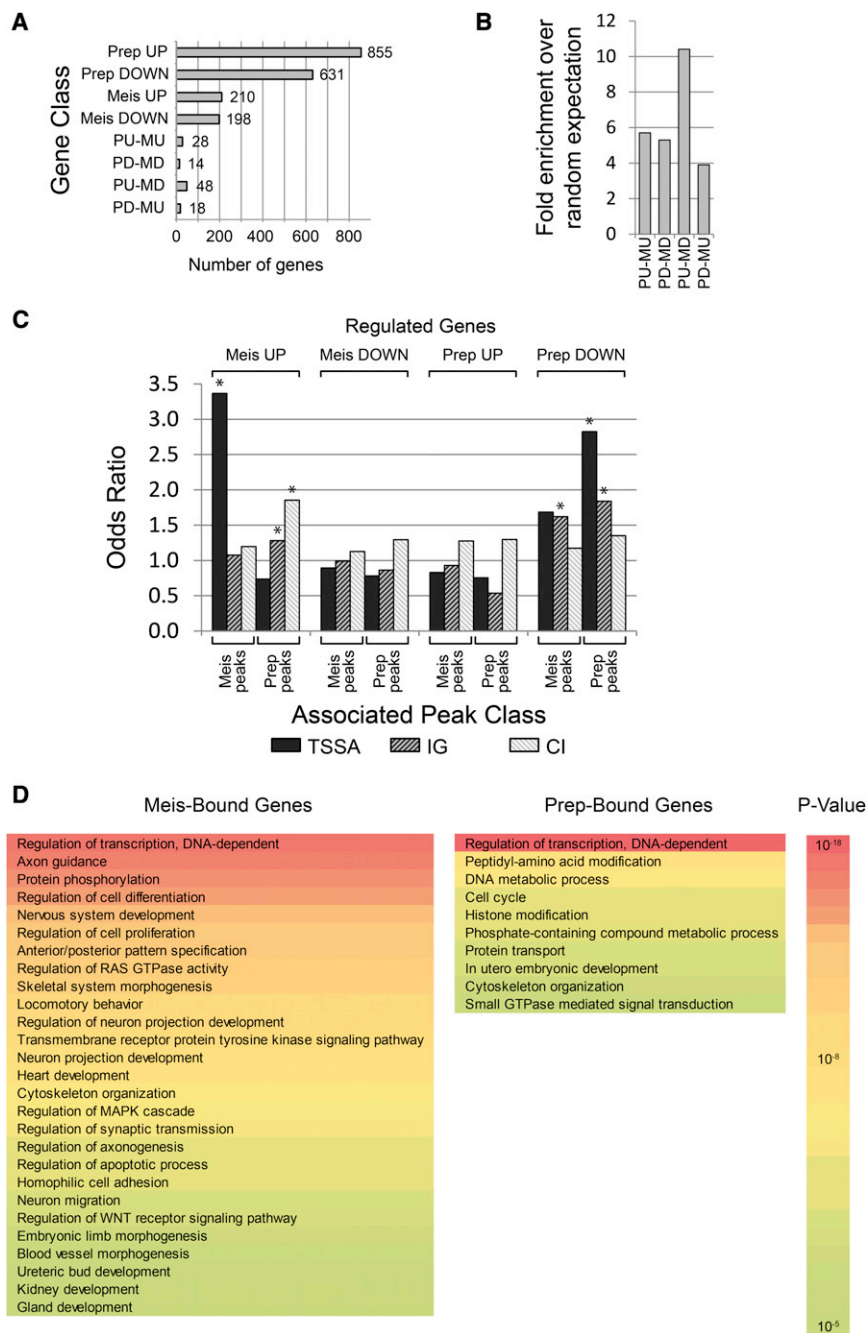 A
Gene Class
Prep UP
855
Prep DOWN
631
Meis UP
210
Meis DOWN
198
PU-MU
28
PD-MD
14
PU-MD
48
PD-MU
18
0 200 400 600 800
Number of genes
B
Fold enrichment over
random expectation
12
10
8
6
4
2
0
PU-MU
PD-MD
PU-MD
PD-MU
C
Regulated Genes
Meis UP Meis DOWN Prep UP Prep DOWN
Odds Ratio
3.5
3.0
2.5
2.0
1.5
1.0
0.5
0.0
* * * * * *
Meis peaks
Prep peaks
Meis peaks
Prep peaks
Meis peaks
Prep peaks
Meis peaks
Prep peaks
Associated Peak Class
TSSA IG CI
D
Meis-Bound Genes
Regulation of transcription, DNA-dependent
Axon guidance
Protein phosphorylation
Regulation of cell differentiation
Nervous system development
Regulation of cell proliferation
Anterior/posterior pattern specification
Regulation of RAS GTPase activity
Skeletal system morphogenesis
Locomotory behavior
Regulation of neuron projection development
Transmembrane receptor protein tyrosine kinase signaling pathway
Neuron projection development
Heart development
Cytoskeleton organization
Regulation of MAPK cascade
Regulation of synaptic transmission
Regulation of axonogenesis
Regulation of apoptotic process
Homophilic cell adhesion
Neuron migration
Regulation of WNT receptor signaling pathway
Embryonic limb morphogenesis
Blood vessel morphogenesis
Ureteric bud development
Kidney development
Gland development
Prep-Bound Genes
Regulation of transcription, DNA-dependent
Peptidyl-amino acid modification
DNA metabolic process
Cell cycle
Histone modification
Phosphate-containing compound metabolic process
Protein transport
In utero embryonic development
Cytoskeleton organization
Small GTPase mediated signal transduction
P-Value
10⁻¹⁸
10⁻⁸
10⁻⁵